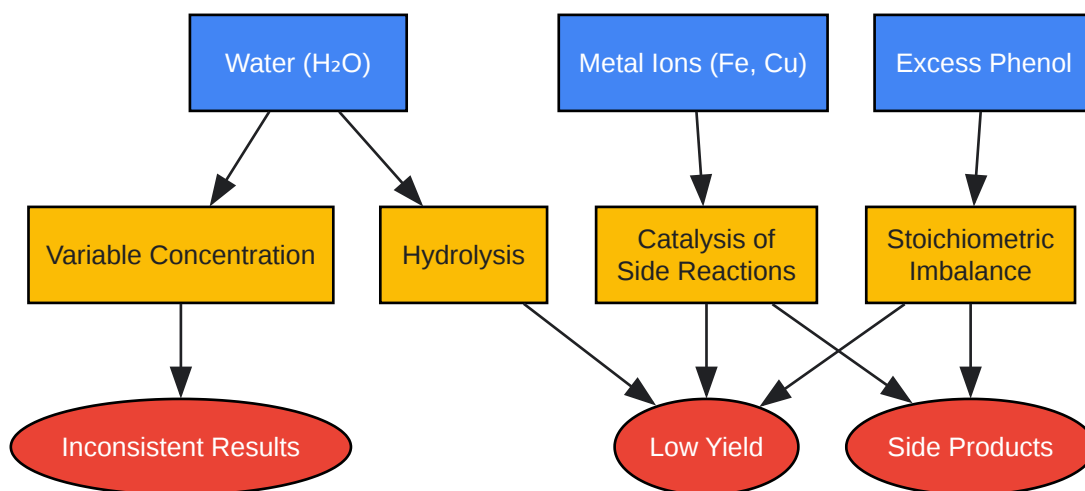 Water (H₂O)
Metal Ions (Fe, Cu)
Excess Phenol
Variable Concentration
Hydrolysis
Catalysis of
Side Reactions
Stoichiometric
Imbalance
Inconsistent Results
Low Yield
Side Products